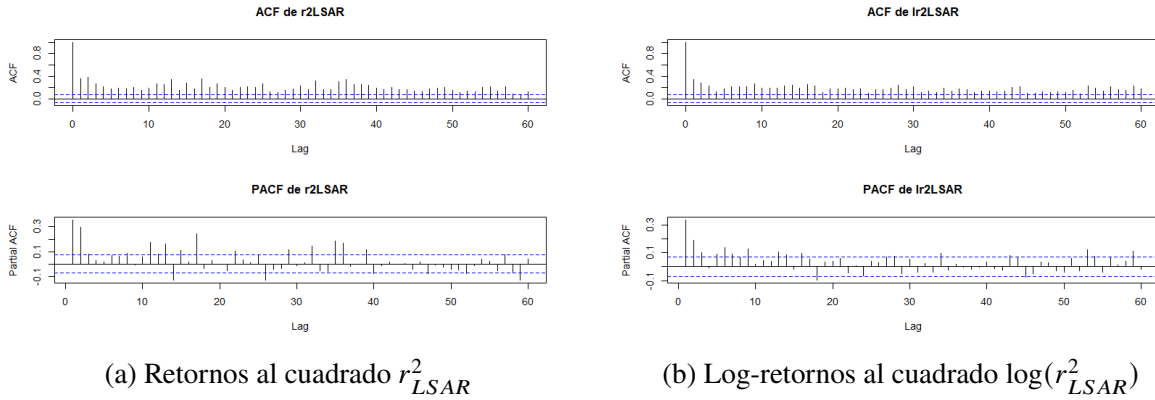 ACF de r2LSAR
ACF
0.0 0.4 0.8
0 10 20 30 40 50 60
Lag
PACF de r2LSAR
Partial ACF
-0.1 0.1 0.3
0 10 20 30 40 50 60
Lag
(a) Retornos al cuadrado r²_LSAR
ACF de lr2LSAR
ACF
0.0 0.4 0.8
0 10 20 30 40 50 60
Lag
PACF de lr2LSAR
Partial ACF
-0.1 0.1 0.3
0 10 20 30 40 50 60
Lag
(b) Log-retornos al cuadrado log(r²_LSAR)